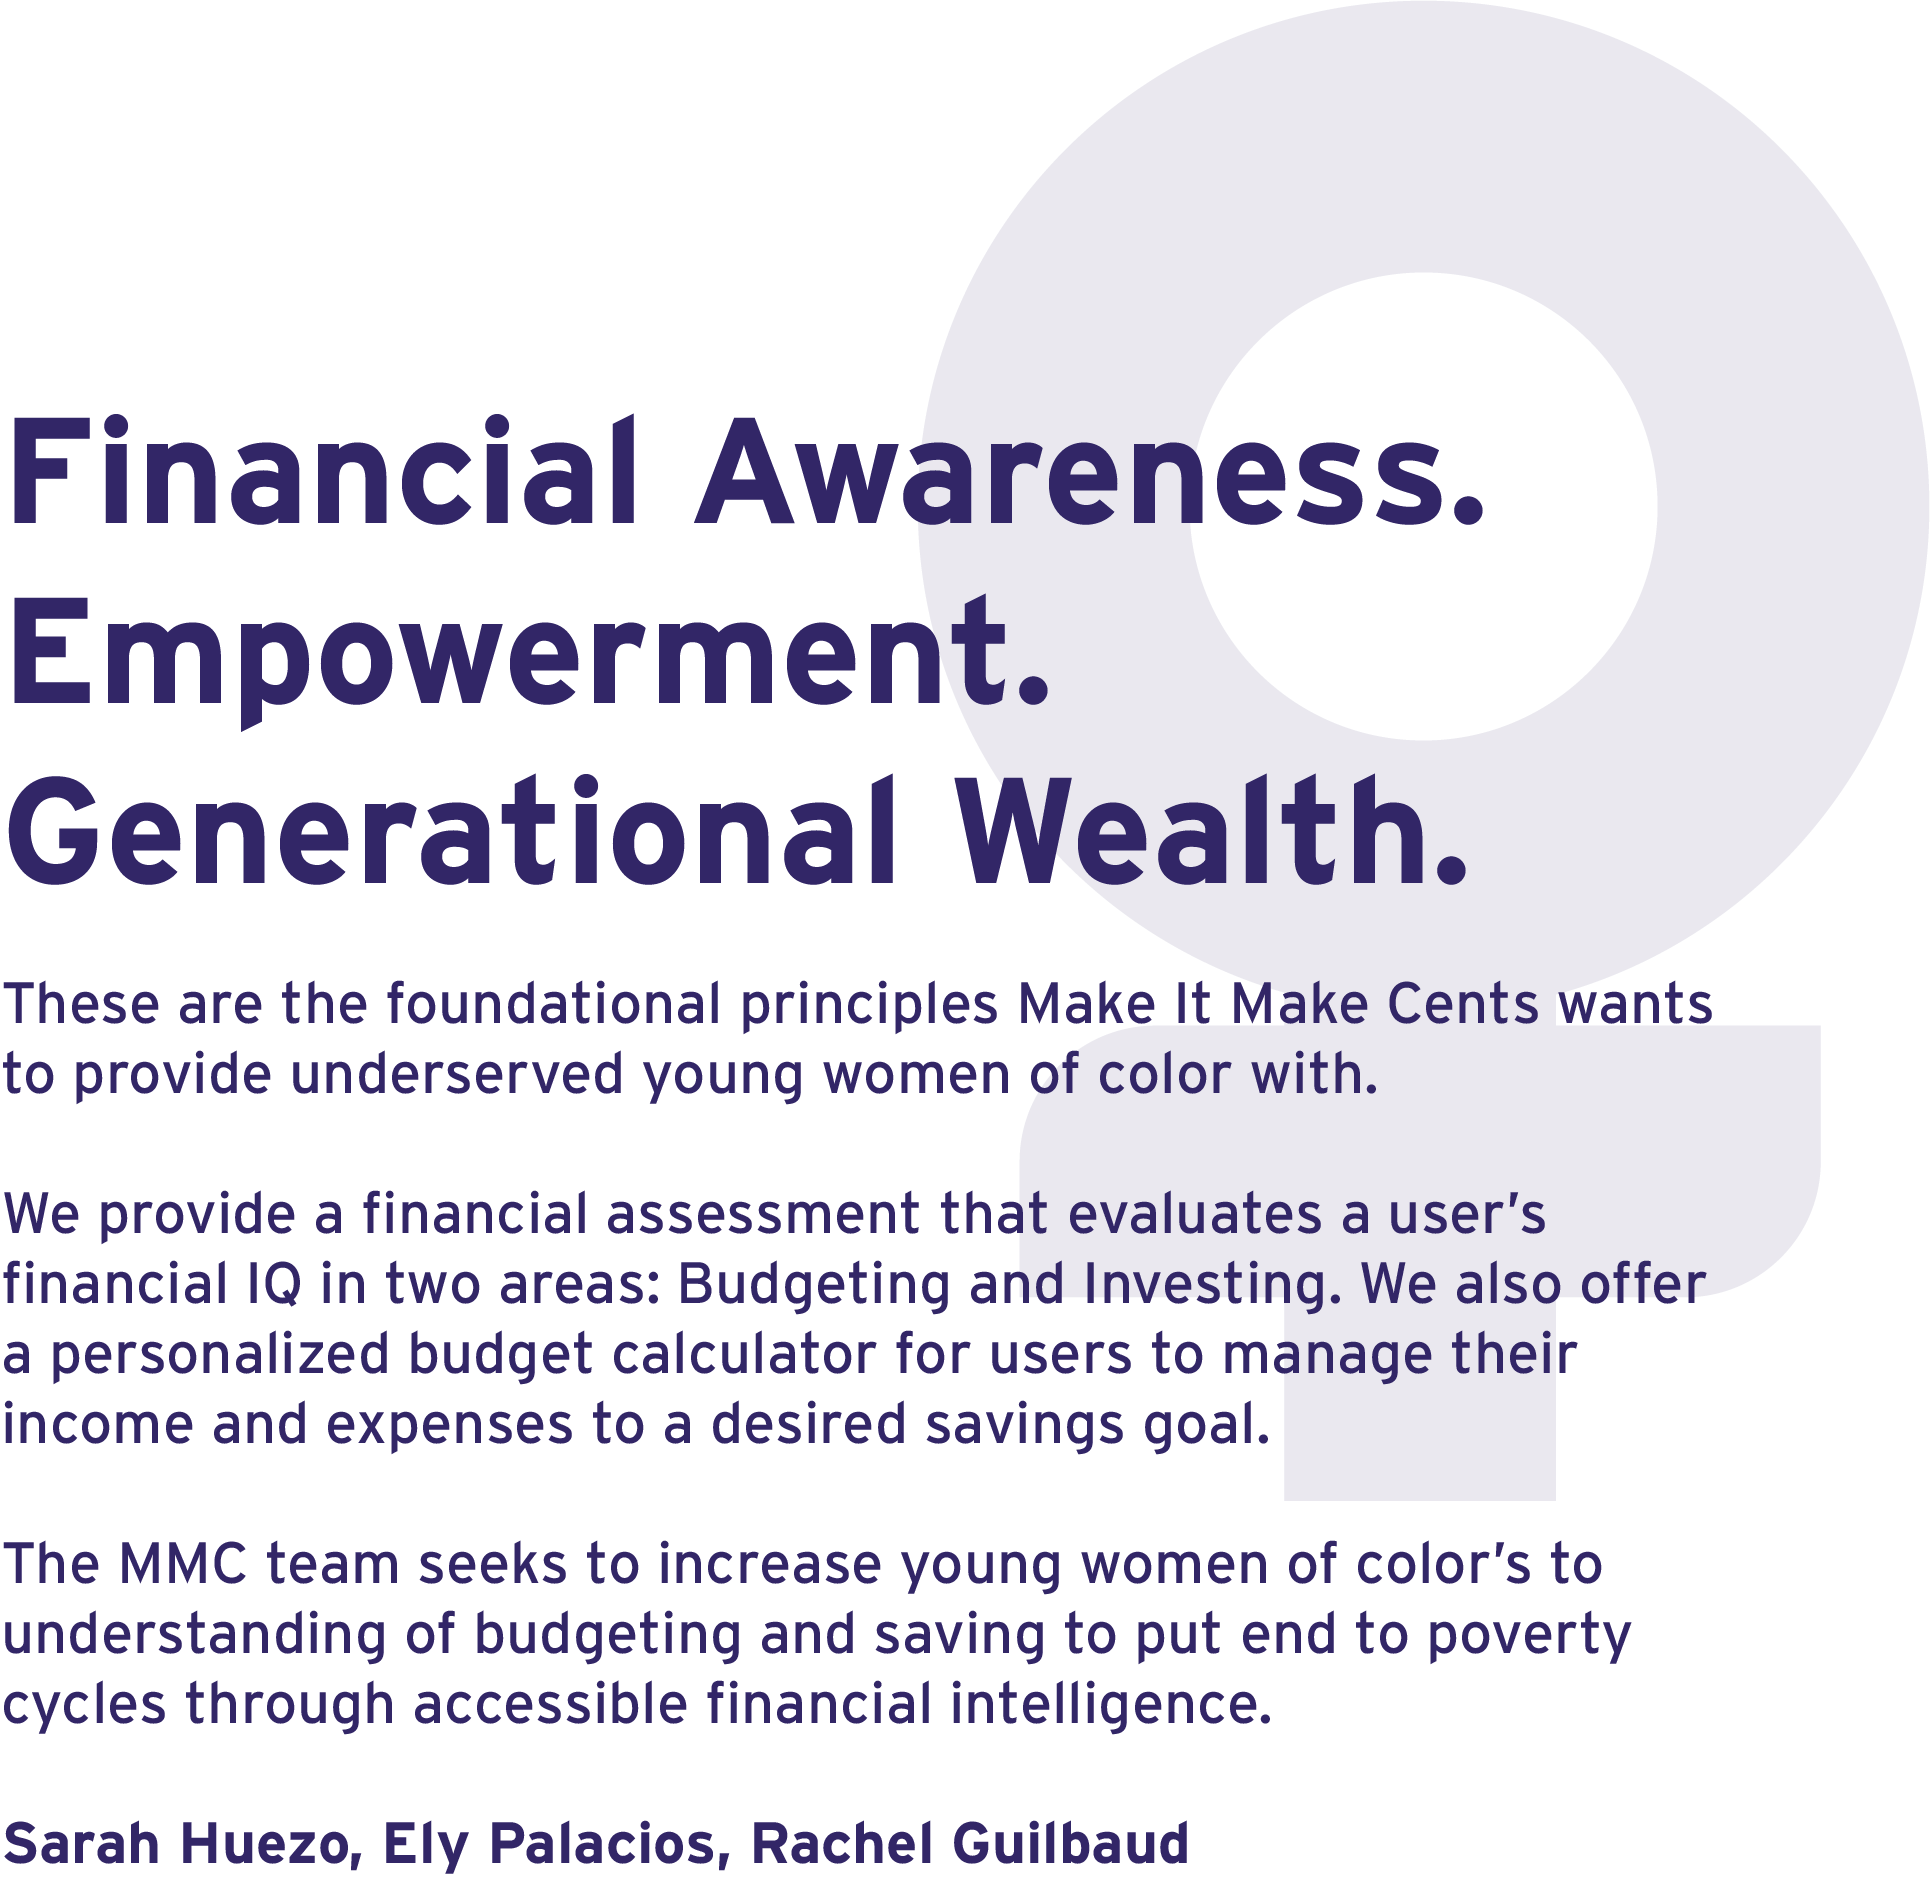 Financial Awareness.
Empowerment.
Generational Wealth.
These are the foundational principles Make It Make Cents wants
to provide underserved young women of color with.
We provide a financial assessment that evaluates a user's
financial IQ in two areas: Budgeting and Investing. We also offer
a personalized budget calculator for users to manage their
income and expenses to a desired savings goal.
The MMC team seeks to increase young women of color's to
understanding of budgeting and saving to put end to poverty
cycles through accessible financial intelligence.
Sarah Huezo, Ely Palacios, Rachel Guilbaud